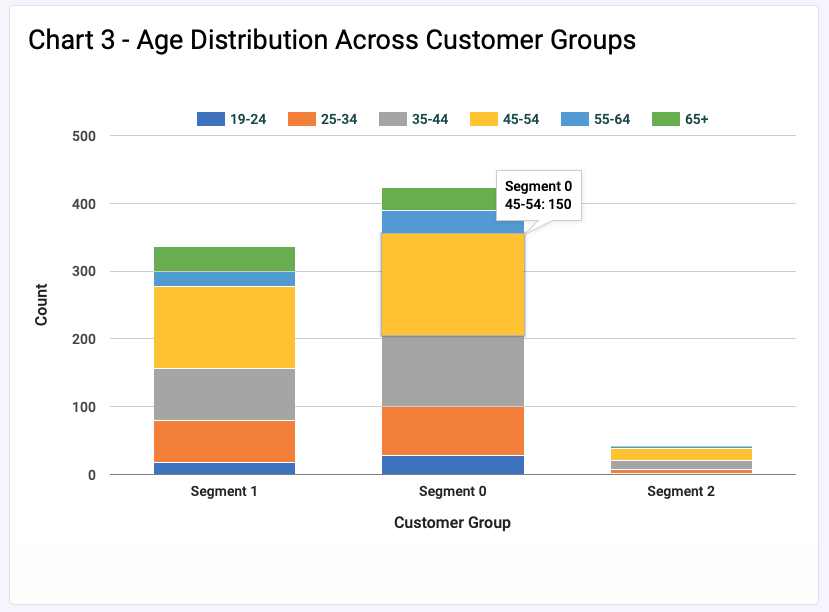 Chart 3 - Age Distribution Across Customer Groups
19-24 25-34 35-44 45-54 55-64 65+
500
400
300
200
100
0
Count
Segment 0
45-54: 150
Segment 1 Segment 0 Segment 2
Customer Group